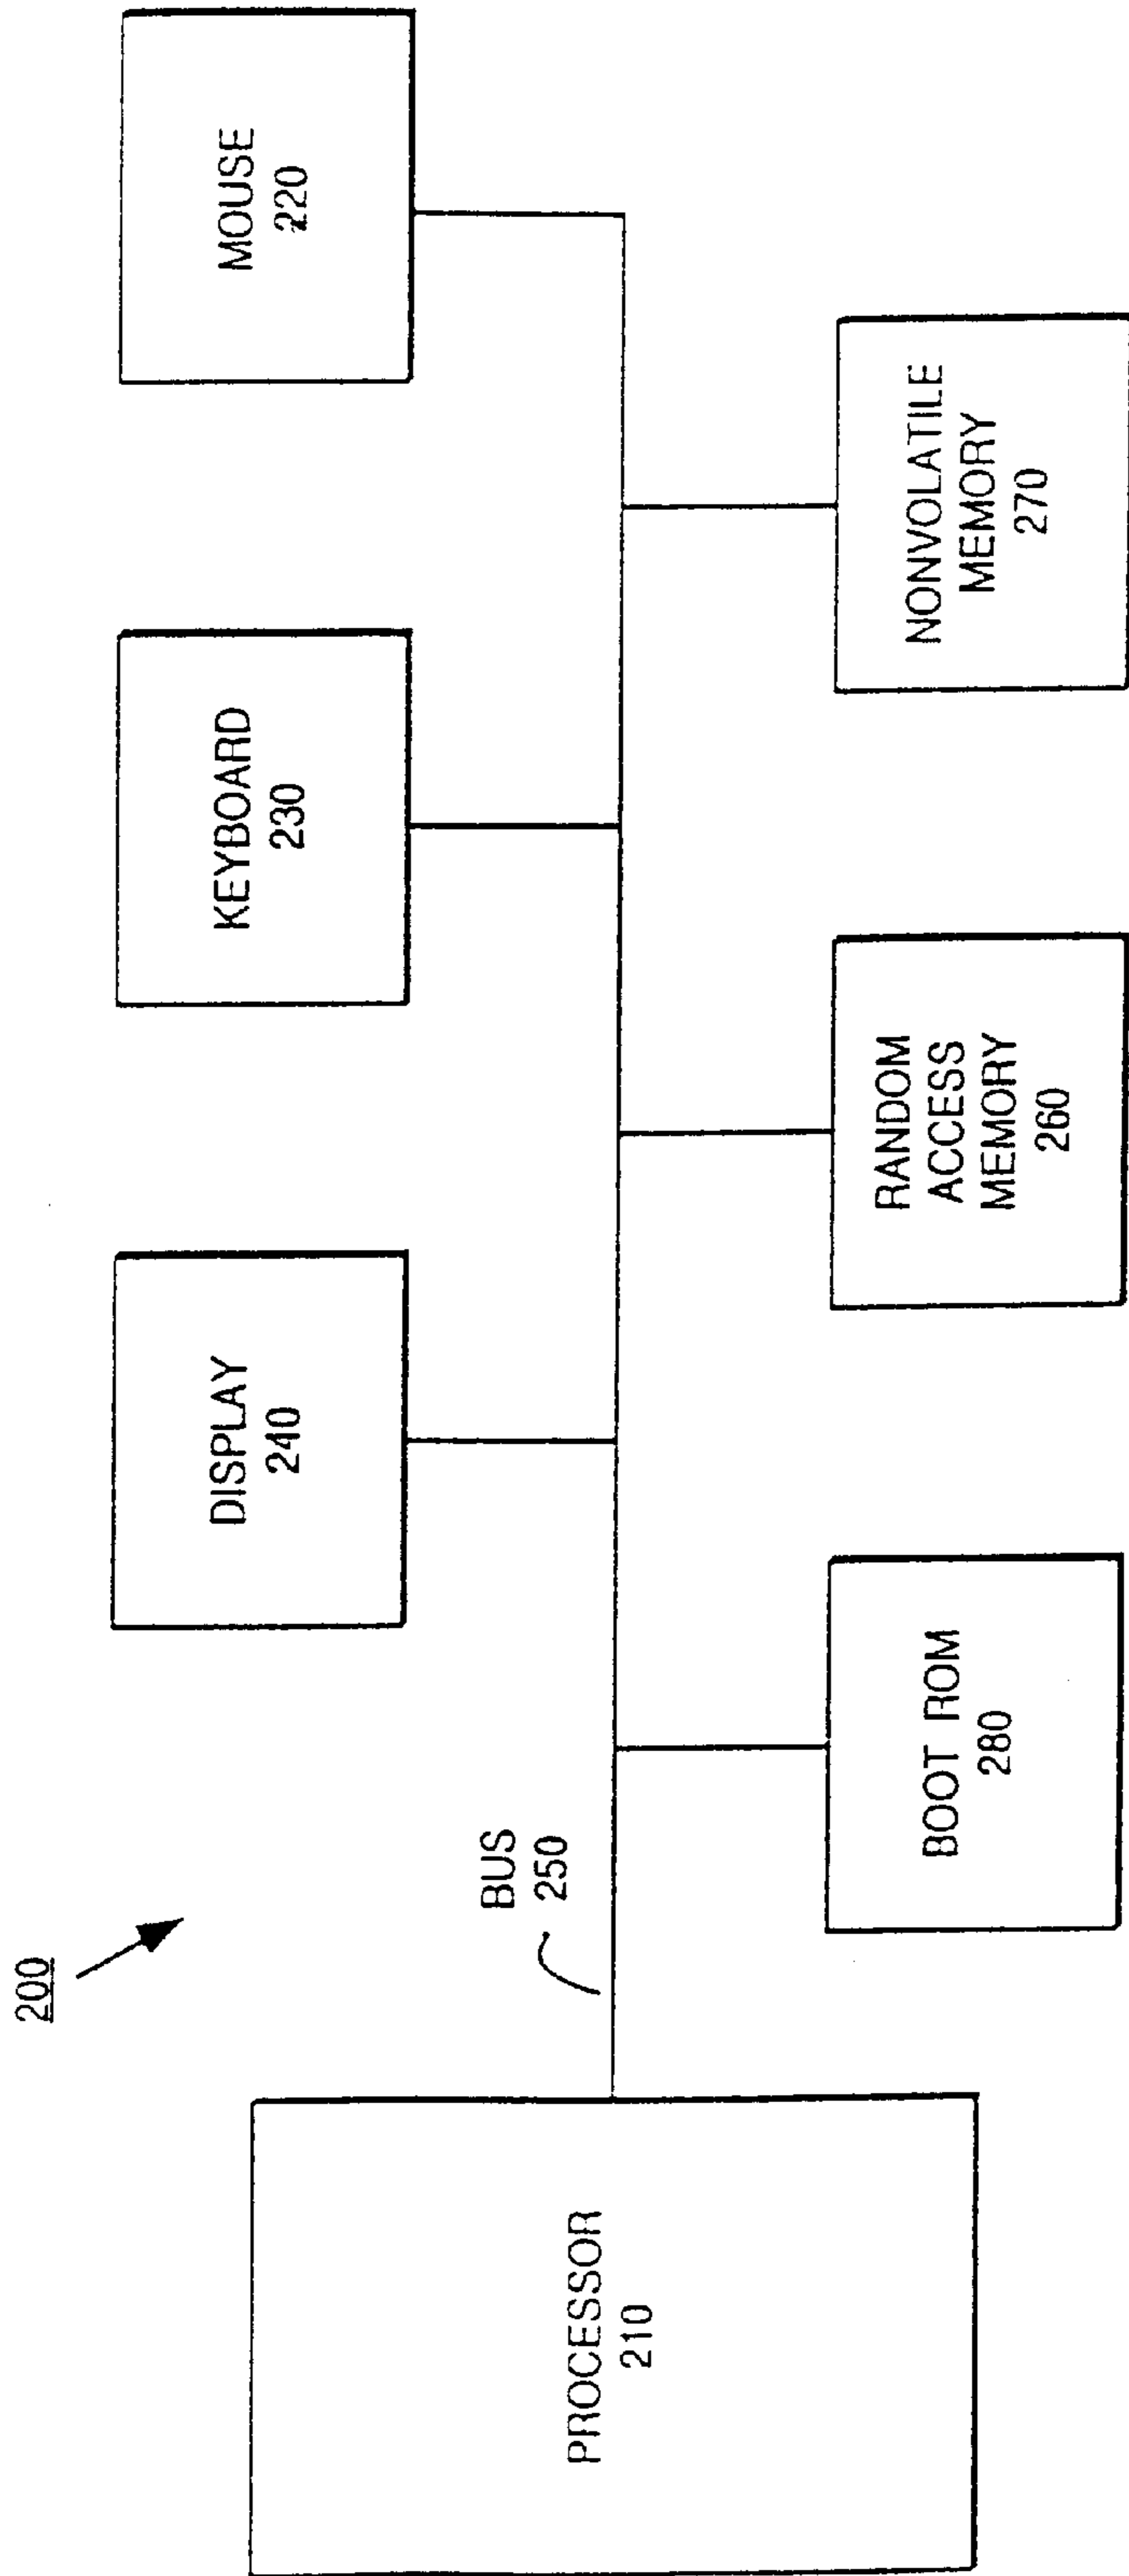 200
DISPLAY
240
KEYBOARD
230
MOUSE
220
BUS
250
PROCESSOR
210
BOOT ROM
280
RANDOM
ACCESS
MEMORY
260
NONVOLATILE
MEMORY
270